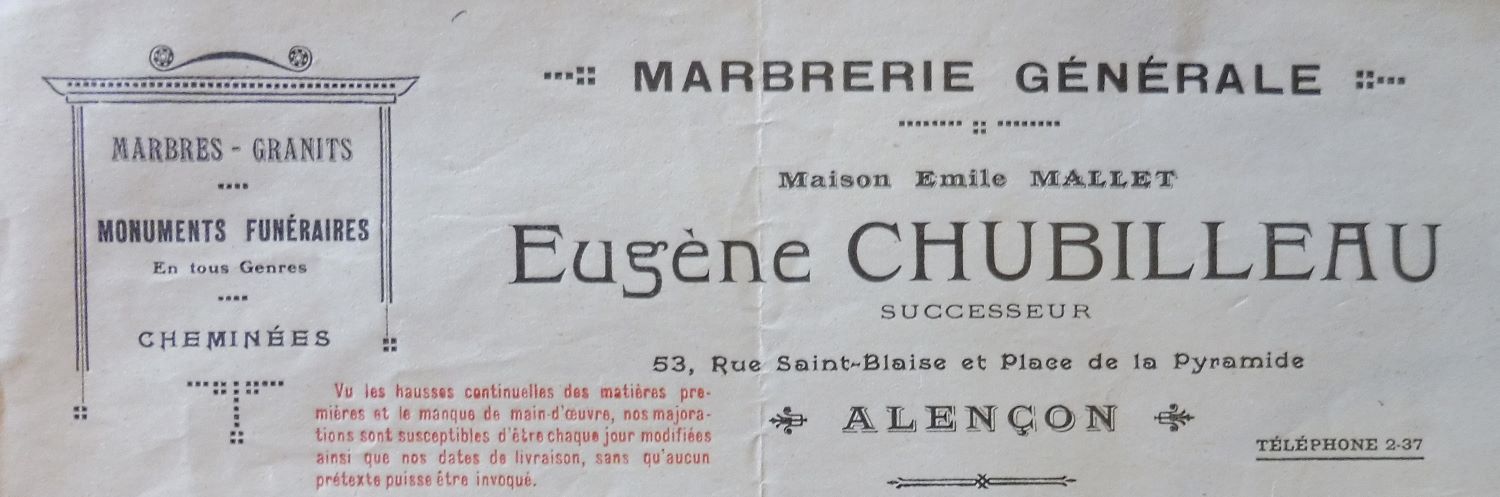 MARBRES - GRANITS
MONUMENTS FUNÉRAIRES
En tous Genres
CHEMINÉES
Vu les hausses continuelles des matières pre-
mières et le manque de main-d'œuvre, nos majora-
tions sont susceptibles d'être chaque jour modifiées
ainsi que nos dates de livraison, sans qu'aucun
prétexte puisse être invoqué.
MARBRERIE GÉNÉRALE
Maison Emile MALLET
Eugène CHUBILLEAU
SUCCESSEUR
53, Rue Saint-Blaise et Place de la Pyramide
ALENÇON
TÉLÉPHONE 2-37